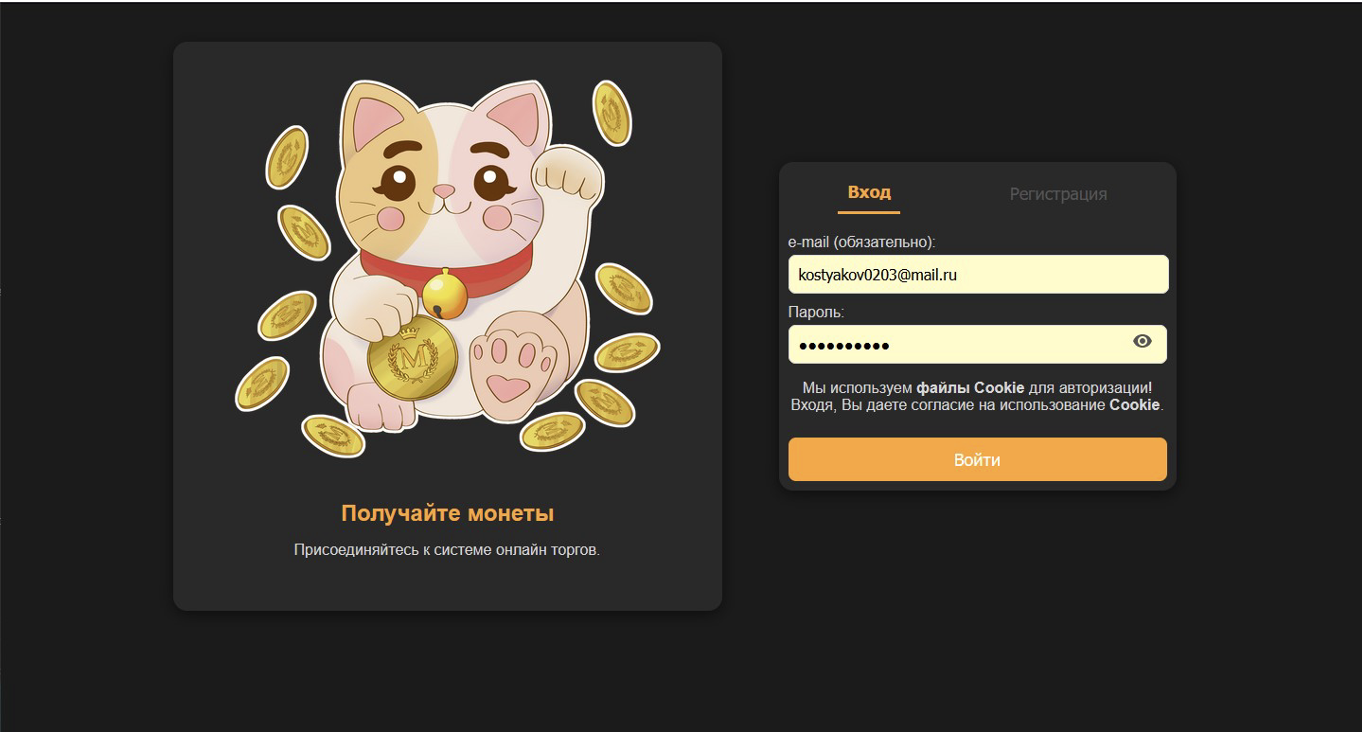 Получайте монеты
Присоединяйтесь к системе онлайн торгов.
Вход
Регистрация
e-mail (обязательно):
kostyakov0203@mail.ru
Пароль:
••••••••••
Мы используем файлы Cookie для авторизации!
Входя, Вы даете согласие на использование Cookie.
Войти
M